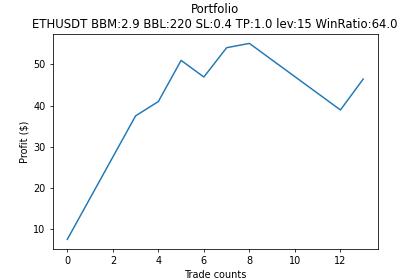 Portfolio
ETHUSDT BBM:2.9 BBL:220 SL:0.4 TP:1.0 lev:15 WinRatio:64.0
50
40
30
20
10
Profit ($)
0 2 4 6 8 10 12
Trade counts